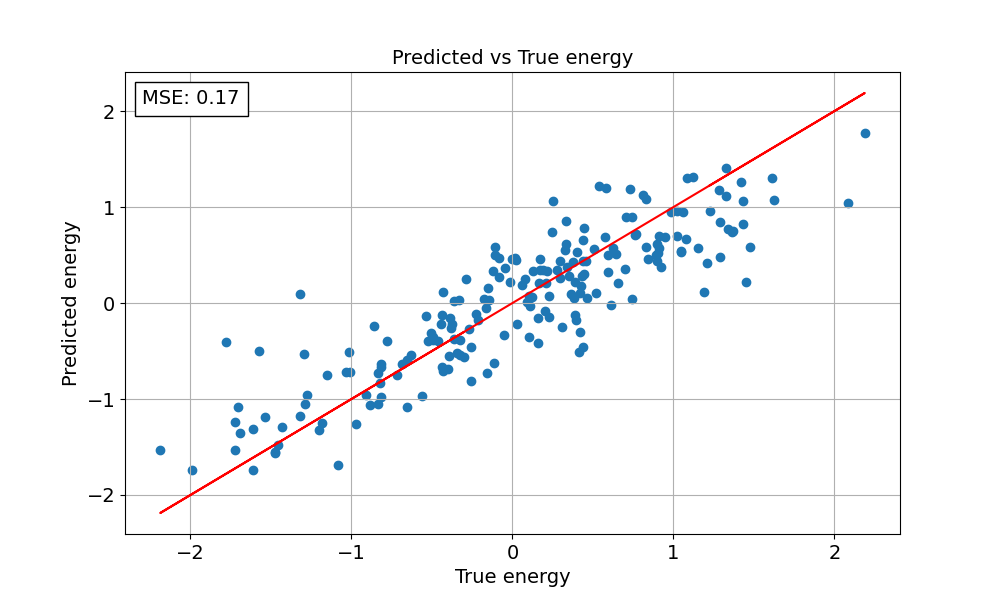 Predicted vs True energy
MSE: 0.17
Predicted energy
2
1
0
−1
−2
−2 −1 0 1 2
True energy